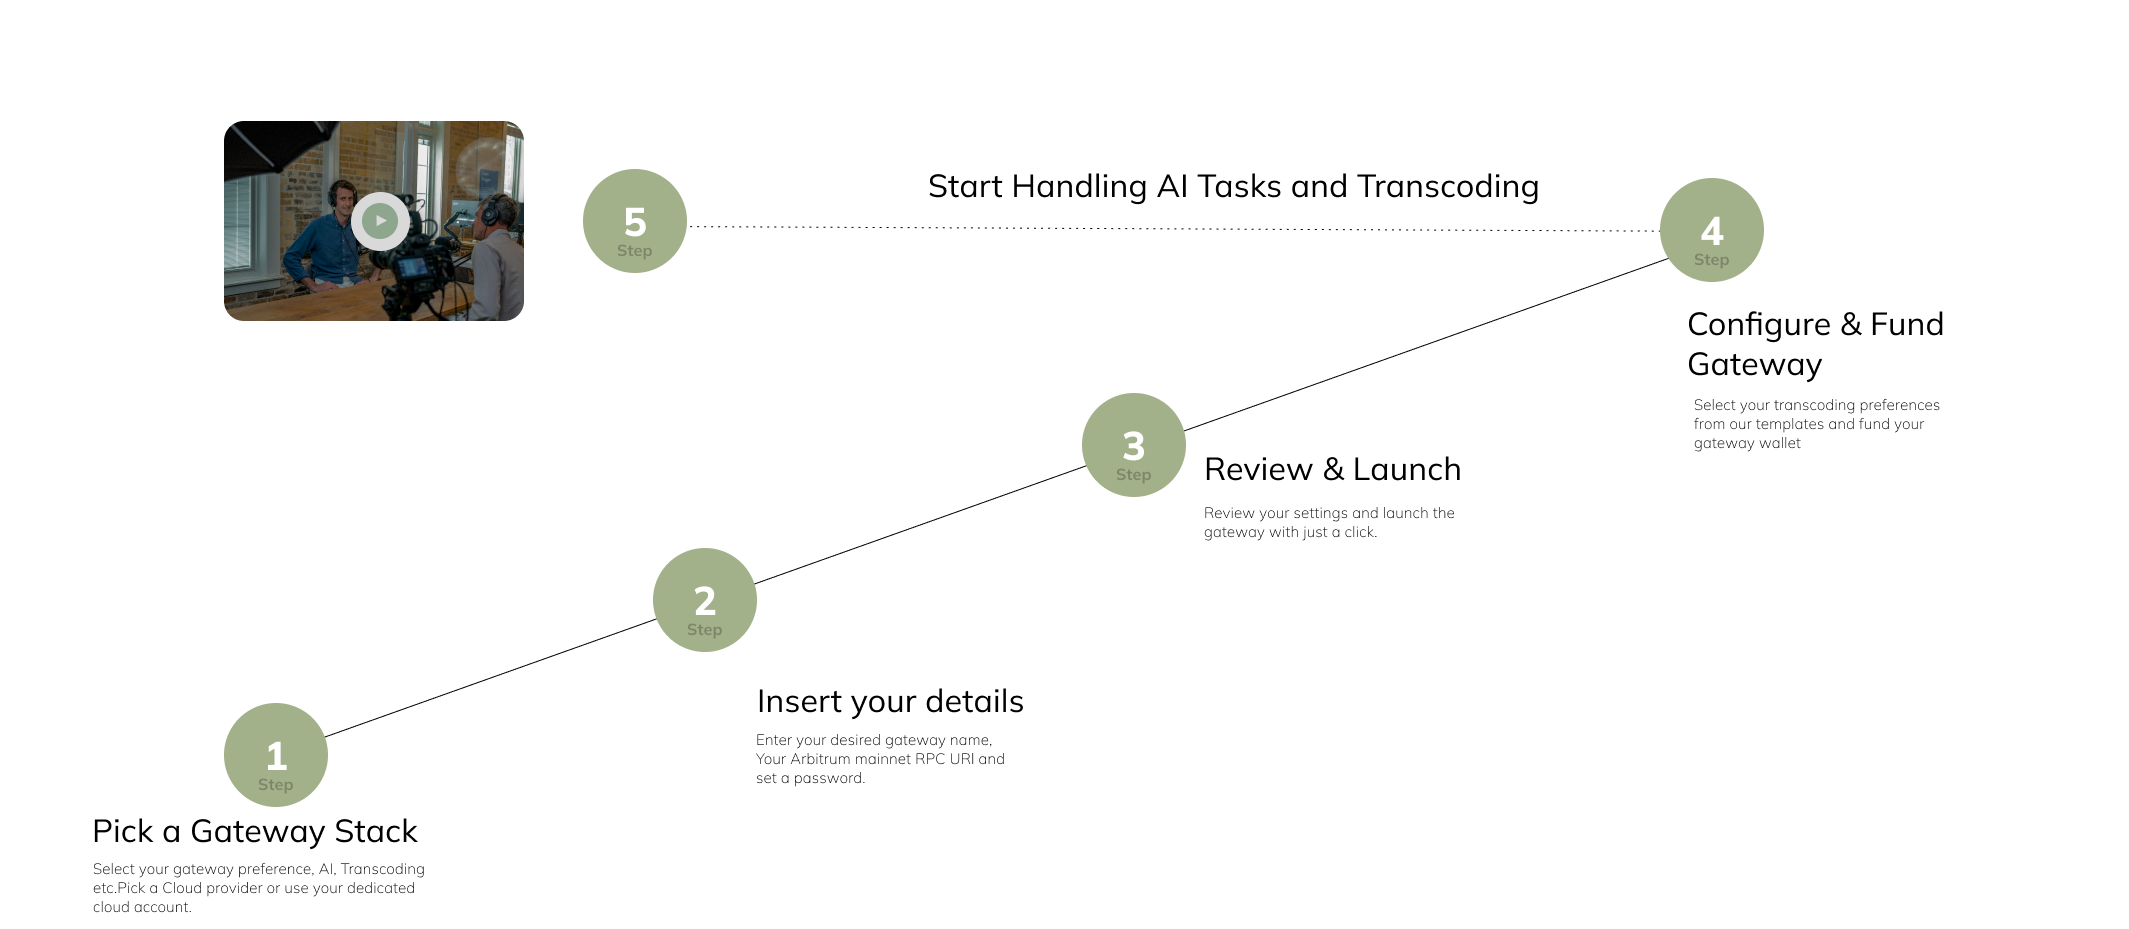 5
Step
Start Handling AI Tasks and Transcoding
4
Step
Configure & Fund
Gateway
Select your transcoding preferences
from our templates and fund your
gateway wallet
3
Step
Review & Launch
Review your settings and launch the
gateway with just a click.
2
Step
Insert your details
Enter your desired gateway name,
Your Arbitrum mainnet RPC URI and
set a password.
1
Step
Pick a Gateway Stack
Select your gateway preference, AI, Transcoding
etc.Pick a Cloud provider or use your dedicated
cloud account.